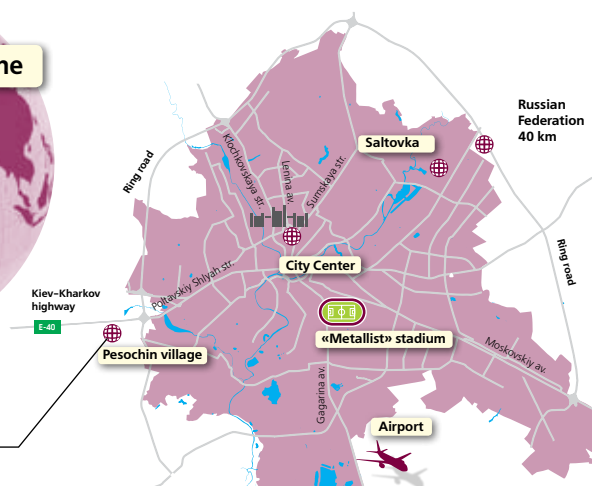 ne
Russian
Federation
40 km
Saltovka
Ring road
Klochkovskaya str.
Lenina av.
Sumskaya str.
City Center
Ring road
Poltavskiy Shlyah str.
Kiev–Kharkov
highway
E-40
«Metallist» stadium
Pesochin village
Moskovskiy av.
Gagarina av.
Airport